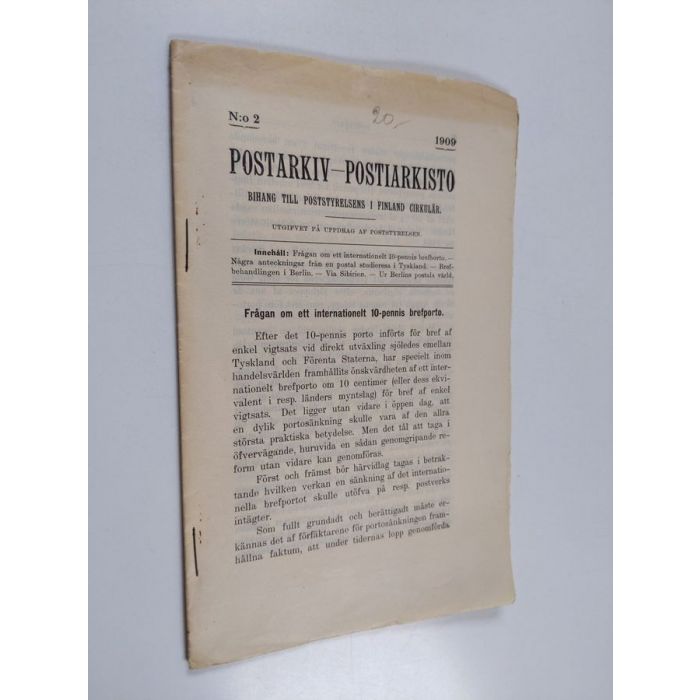 N:o 2
20,-
1909
POSTARKIV—POSTIARKISTO
BIHANG TILL POSTSTYRELSENS I FINLAND CIRKULÄR.
UTGIFVET PÅ UPPDRAG AF POSTSTYRELSEN.
Innehåll: Frågan om ett internationelt 10-pennis brefporto. —
Några anteckningar från en postal studieresa i Tyskland. — Bref-
behandlingen i Berlin. — Via Sibirien. — Ur Berlins postala värld.
Frågan om ett internationelt 10-pennis brefporto.
Efter det 10-pennis porto införts för bref af
enkel vigtsats vid direkt utväxling sjöledes emellan
Tyskland och Förenta Staterna, har specielt inom
handelsvärlden framhållits önskvärdheten af ett inter-
nationelt brefporto om 10 centimer (eller dess ekvi-
valent i resp. länders myntslag) för bref af enkel
vigtsats. Det ligger utan vidare i öppen dag, att
en dylik portosänkning skulle vara af den allra
största praktiska betydelse. Men det tål att taga i
öfvervägande, huruvida en sådan genomgripande re-
form utan vidare kan genomföras.
Först och främst bör härvidlag tagas i betrak-
tande hvilken verkan en sänkning af det internatio-
nella brefportot skulle utöfva på resp. postverks
intägter.
Som fullt grundadt och berättigadt måste er-
kännas det af förfäktarene för portosänkningen fram-
hållna faktum, att under tidernas lopp genomförda